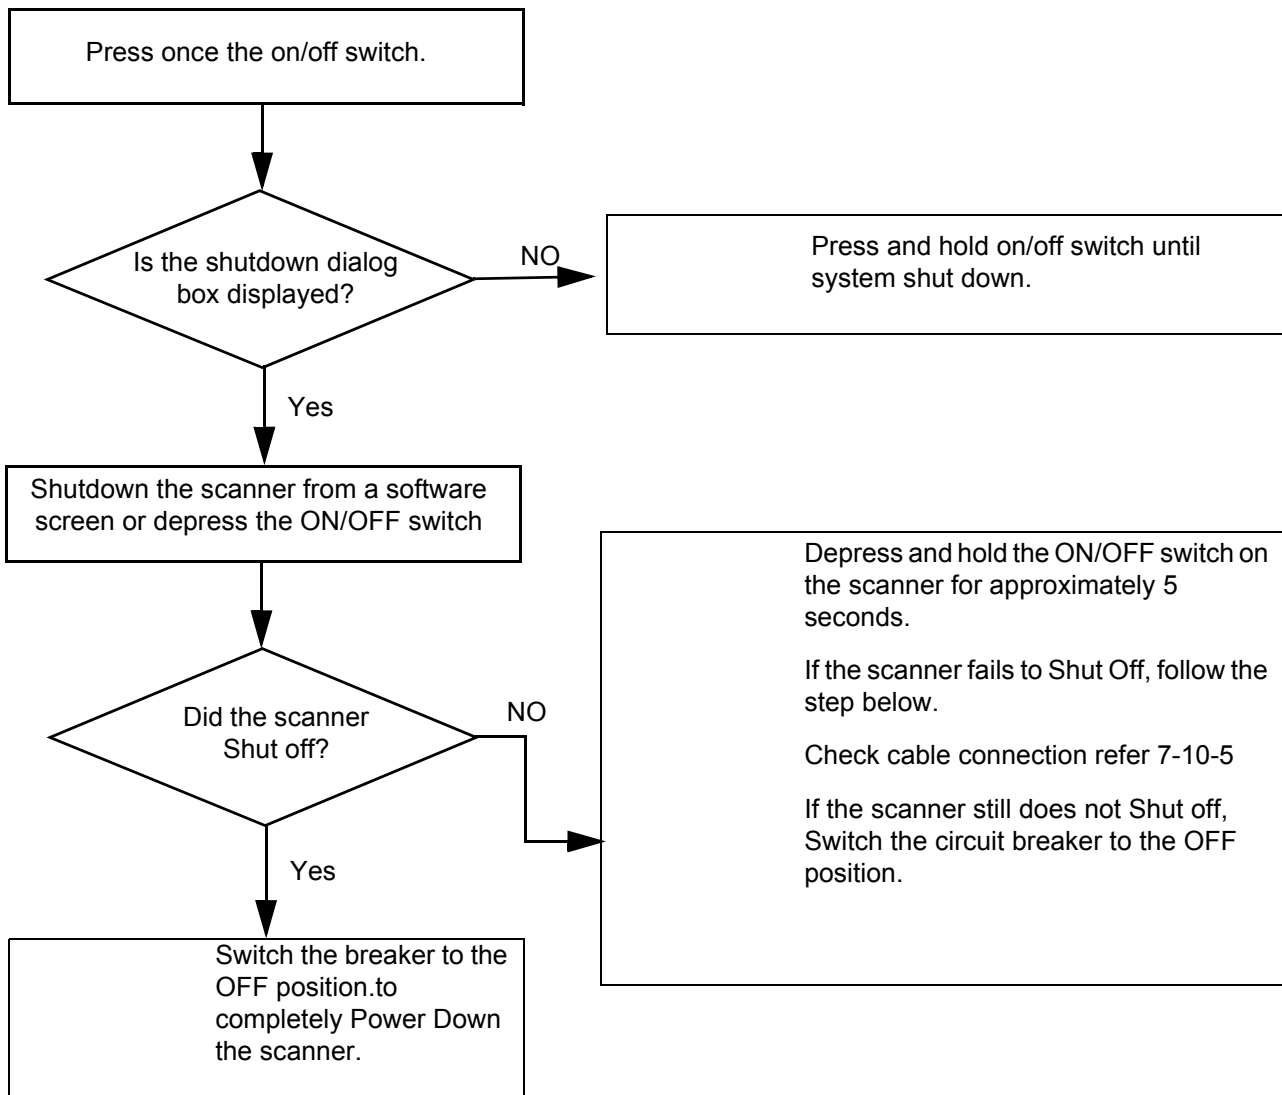 Press once the on/off switch.
Is the shutdown dialog
box displayed?
NO
Press and hold on/off switch until
system shut down.
Yes
Shutdown the scanner from a software
screen or depress the ON/OFF switch
Did the scanner
Shut off?
NO
Depress and hold the ON/OFF switch on
the scanner for approximately 5
seconds.
If the scanner fails to Shut Off, follow the
step below.
Check cable connection refer 7-10-5
If the scanner still does not Shut off,
Switch the circuit breaker to the OFF
position.
Yes
Switch the breaker to the
OFF position.to
completely Power Down
the scanner.